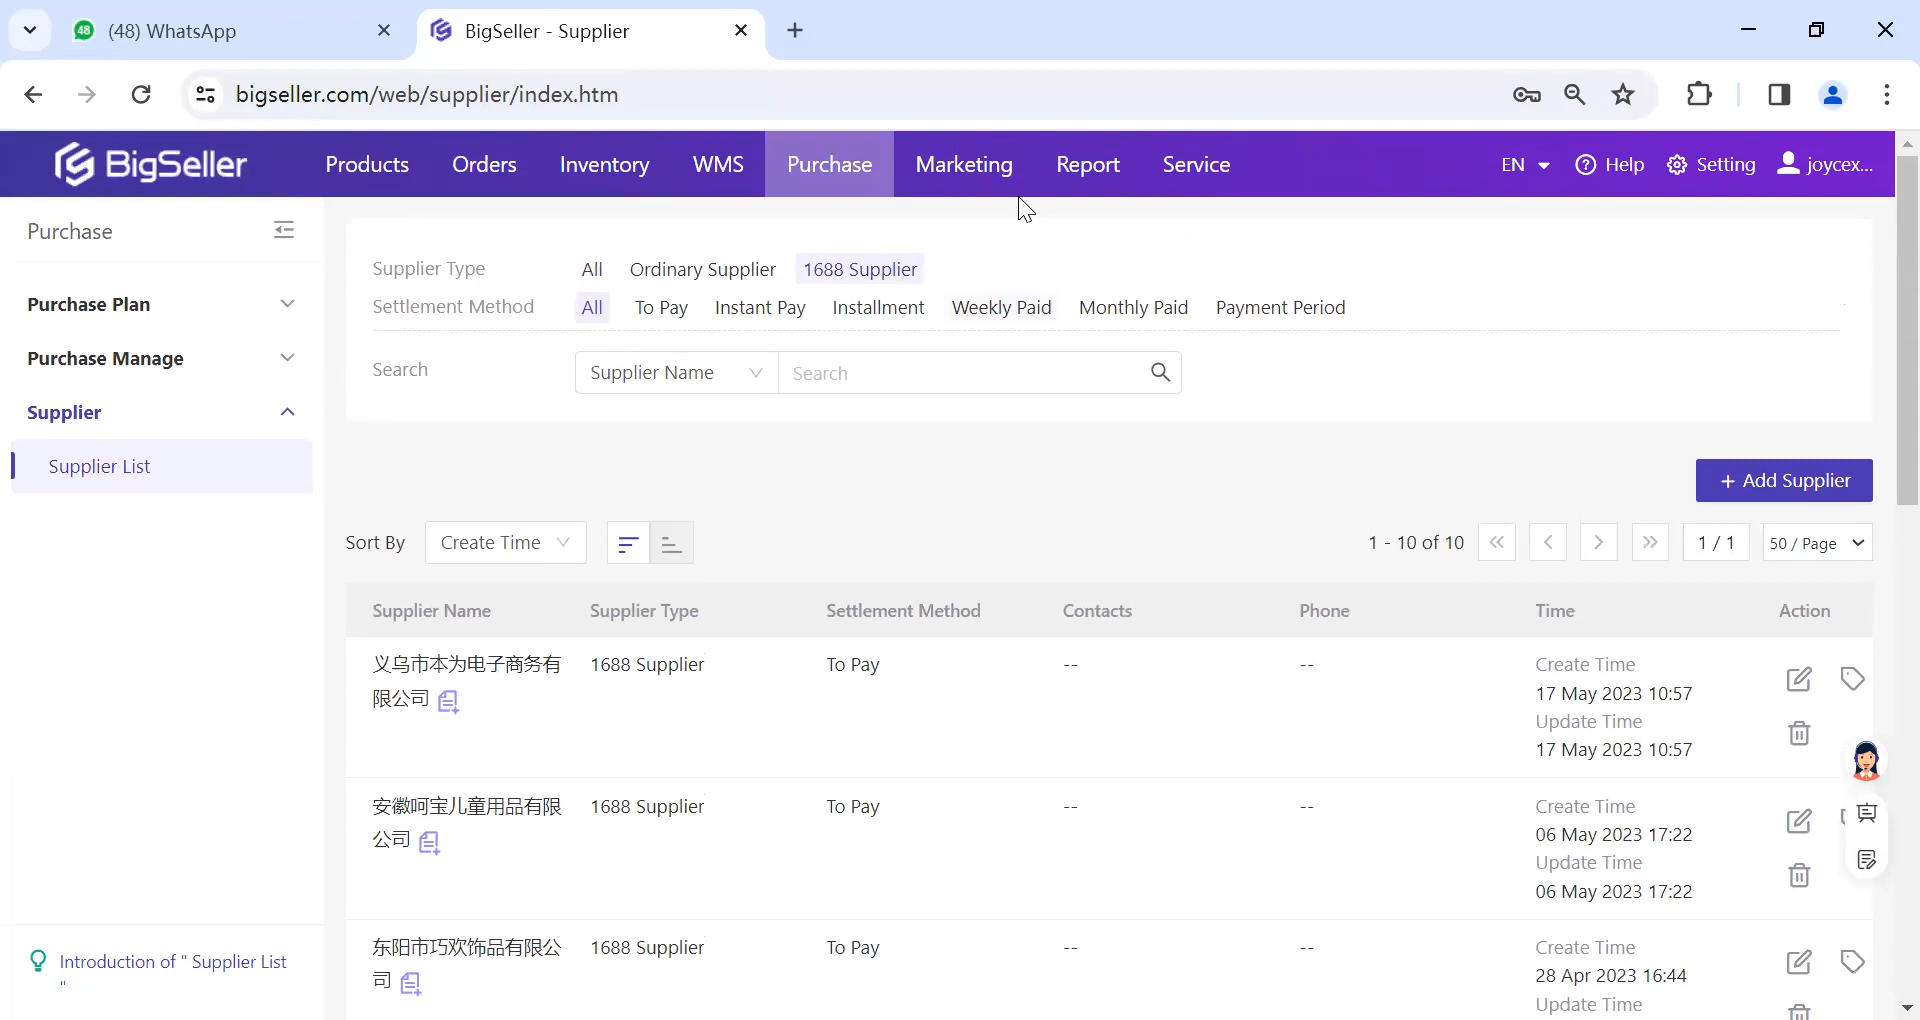 48 (48) WhatsApp
BigSeller - Supplier
bigseller.com/web/supplier/index.htm
BigSeller Products Orders Inventory WMS Purchase Marketing Report Service EN Help Setting joycex...
Purchase
Purchase Plan
Purchase Manage
Supplier
Supplier List
Introduction of " Supplier List
"
Supplier Type All Ordinary Supplier 1688 Supplier
Settlement Method All To Pay Instant Pay Installment Weekly Paid Monthly Paid Payment Period
Search Supplier Name Search
+ Add Supplier
Sort By Create Time 1 - 10 of 10 1 / 1 50 / Page
Supplier Name Supplier Type Settlement Method Contacts Phone Time Action
义乌市本为电子商务有 1688 Supplier To Pay -- -- Create Time
限公司 17 May 2023 10:57
Update Time
17 May 2023 10:57
安徽呵宝儿童用品有限 1688 Supplier To Pay -- -- Create Time
公司 06 May 2023 17:22
Update Time
06 May 2023 17:22
东阳市巧欢饰品有限公 1688 Supplier To Pay -- -- Create Time
司 28 Apr 2023 16:44
Update Time